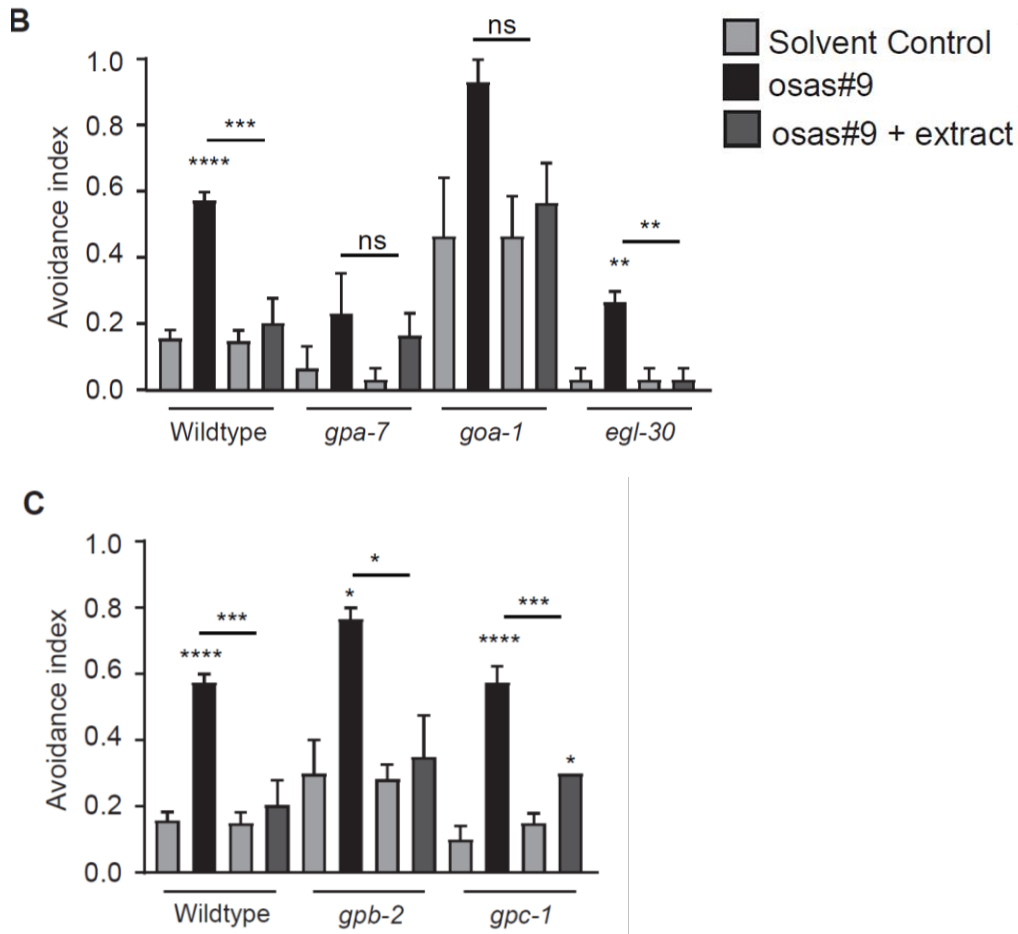 B
ns
Solvent Control
osas#9
osas#9 + extract
Avoidance index
1.0
0.8
0.6
0.4
0.2
0.0
***
****
ns
**
**
Wildtype
gpa-7
goa-1
egl-30
C
Avoidance index
1.0
0.8
0.6
0.4
0.2
0.0
***
****
*
*
***
****
*
Wildtype
gpb-2
gpc-1